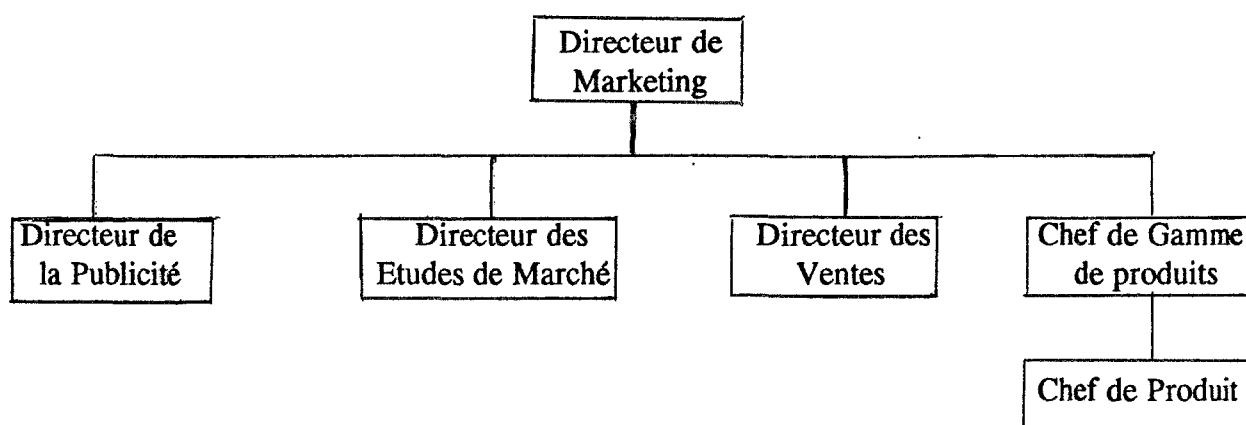 Directeur de
Marketing
Directeur de
la Publicité
Directeur des
Etudes de Marché
Directeur des
Ventes
Chef de Gamme
de produits
Chef de Produit